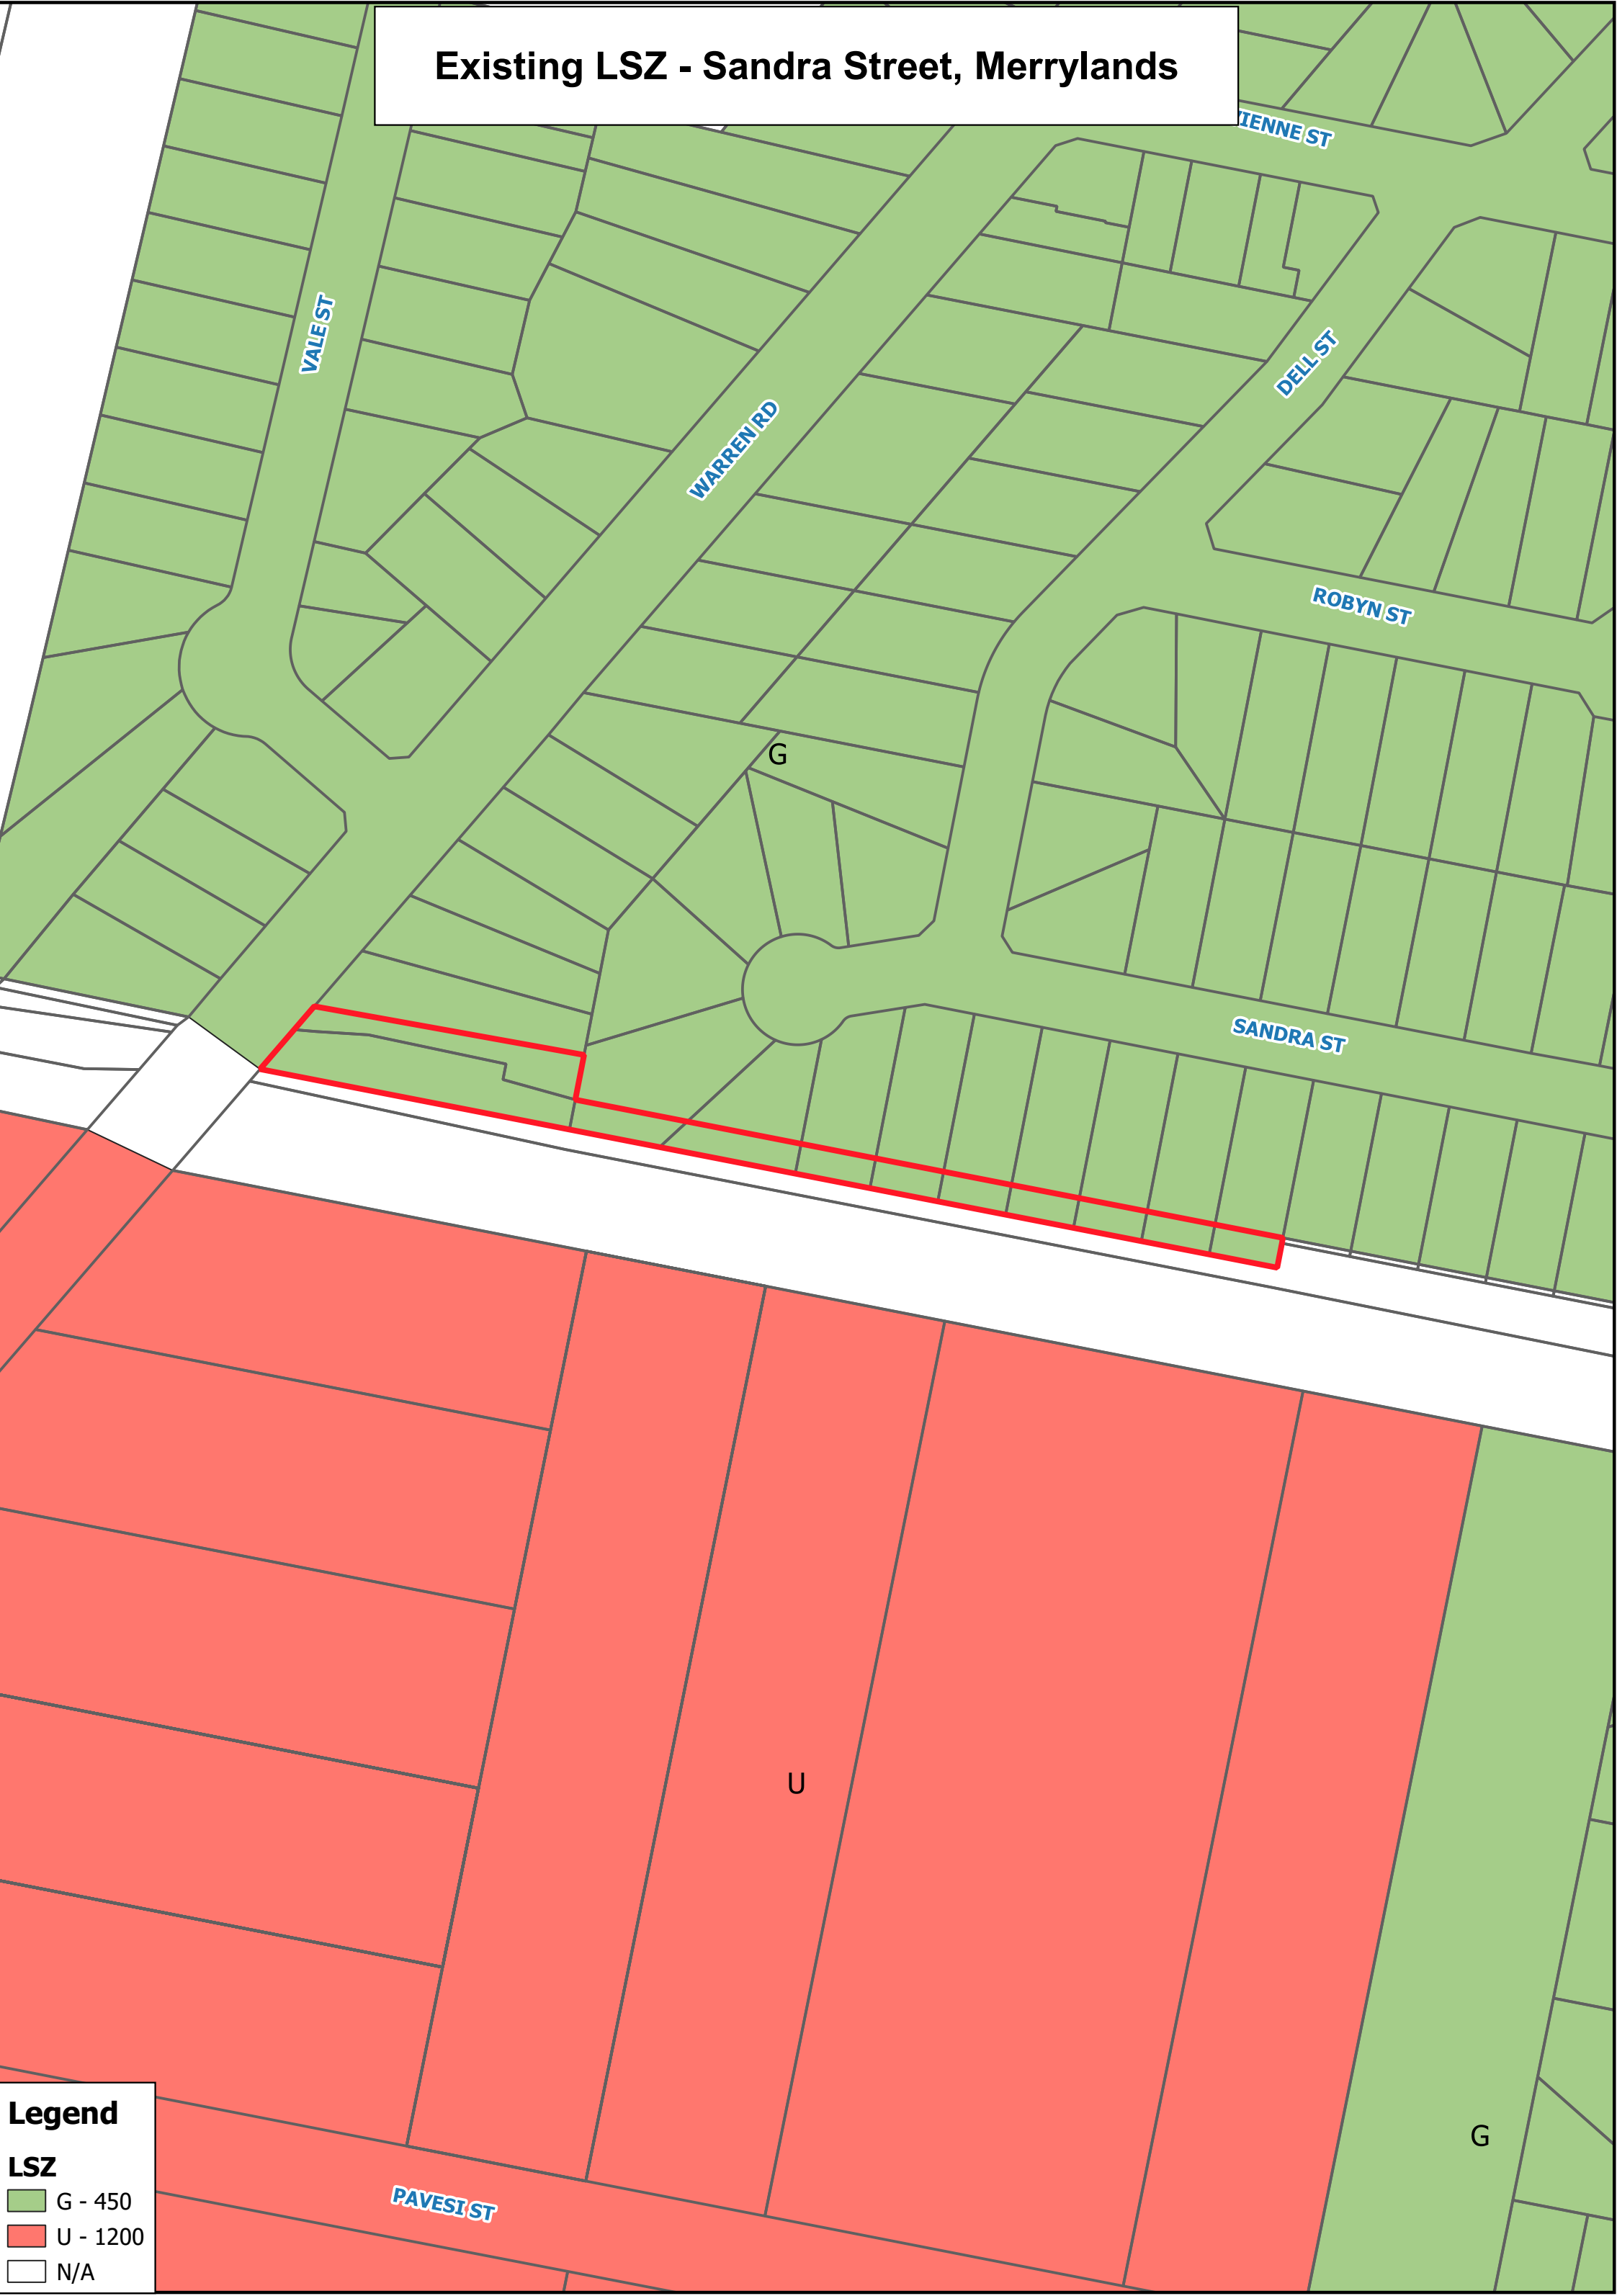 Existing LSZ - Sandra Street, Merrylands
IENNE ST
VALE ST
DELL ST
WARREN RD
ROBYN ST
G
SANDRA ST
U
G
PAVESI ST
Legend
LSZ
G - 450
U - 1200
N/A